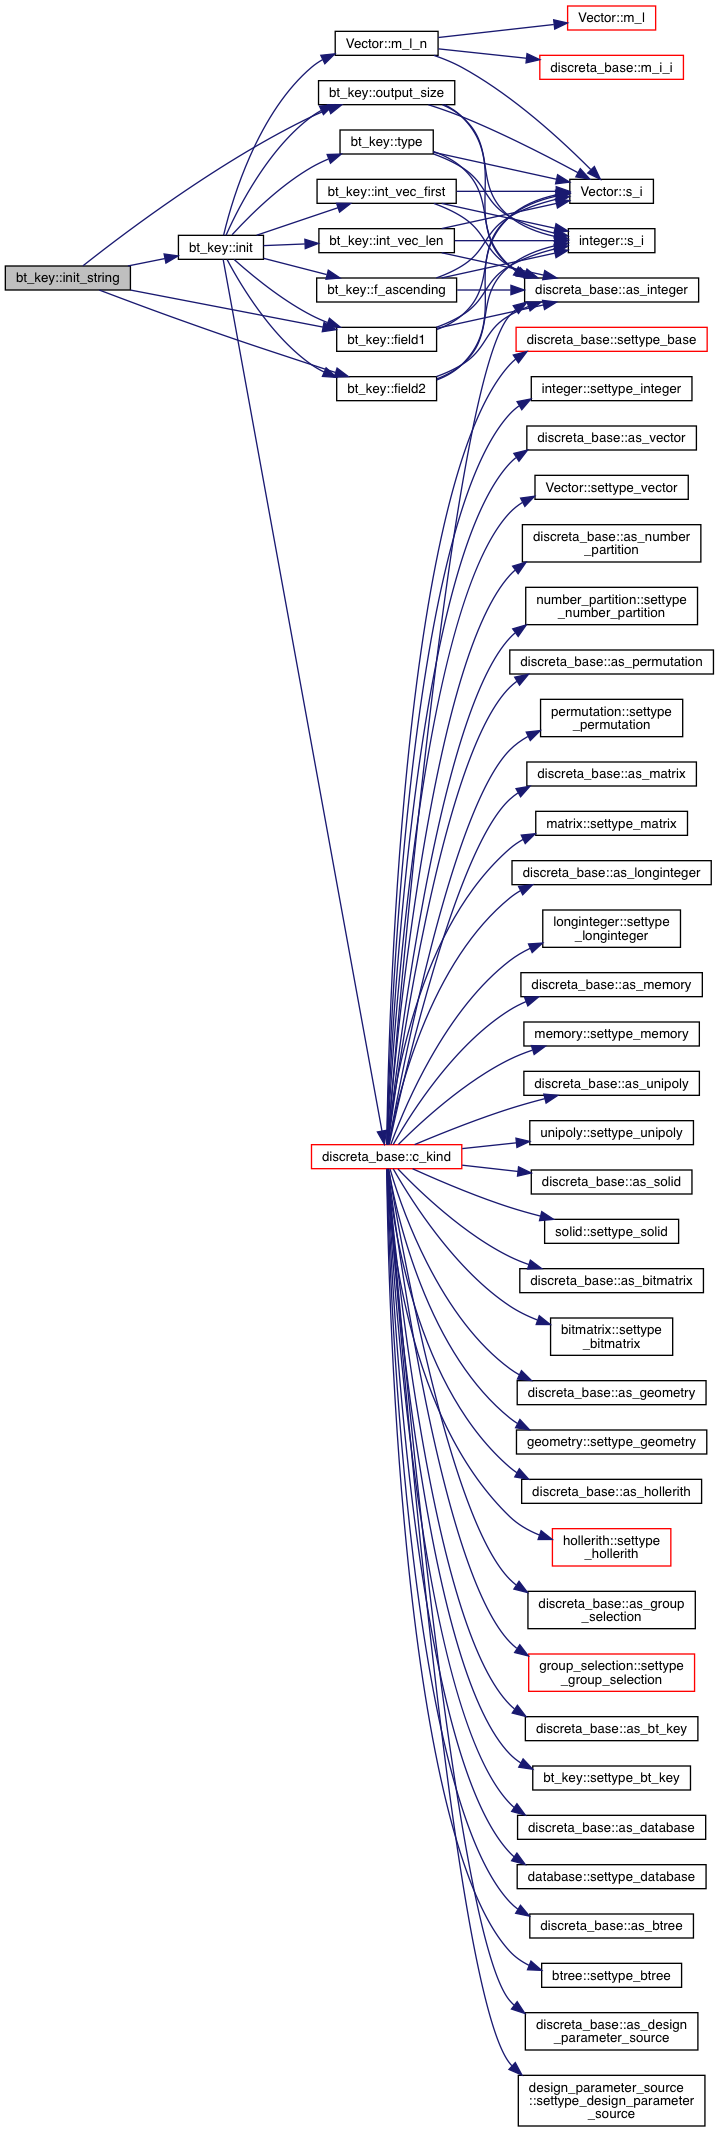 Vector::m_l
Vector::m_l_n
discreta_base::m_i_i
bt_key::output_size
bt_key::type
bt_key::int_vec_first
Vector::s_i
bt_key::int_vec_len
integer::s_i
bt_key::init
bt_key::init_string
bt_key::f_ascending
discreta_base::as_integer
bt_key::field1
discreta_base::settype_base
bt_key::field2
integer::settype_integer
discreta_base::as_vector
Vector::settype_vector
discreta_base::as_number
_partition
number_partition::settype
_number_partition
discreta_base::as_permutation
permutation::settype
_permutation
discreta_base::as_matrix
matrix::settype_matrix
discreta_base::as_longinteger
longinteger::settype
_longinteger
discreta_base::as_memory
memory::settype_memory
discreta_base::as_unipoly
unipoly::settype_unipoly
discreta_base::c_kind
discreta_base::as_solid
solid::settype_solid
discreta_base::as_bitmatrix
bitmatrix::settype
_bitmatrix
discreta_base::as_geometry
geometry::settype_geometry
discreta_base::as_hollerith
hollerith::settype
_hollerith
discreta_base::as_group
_selection
group_selection::settype
_group_selection
discreta_base::as_bt_key
bt_key::settype_bt_key
discreta_base::as_database
database::settype_database
discreta_base::as_btree
btree::settype_btree
discreta_base::as_design
_parameter_source
design_parameter_source
::settype_design_parameter
_source